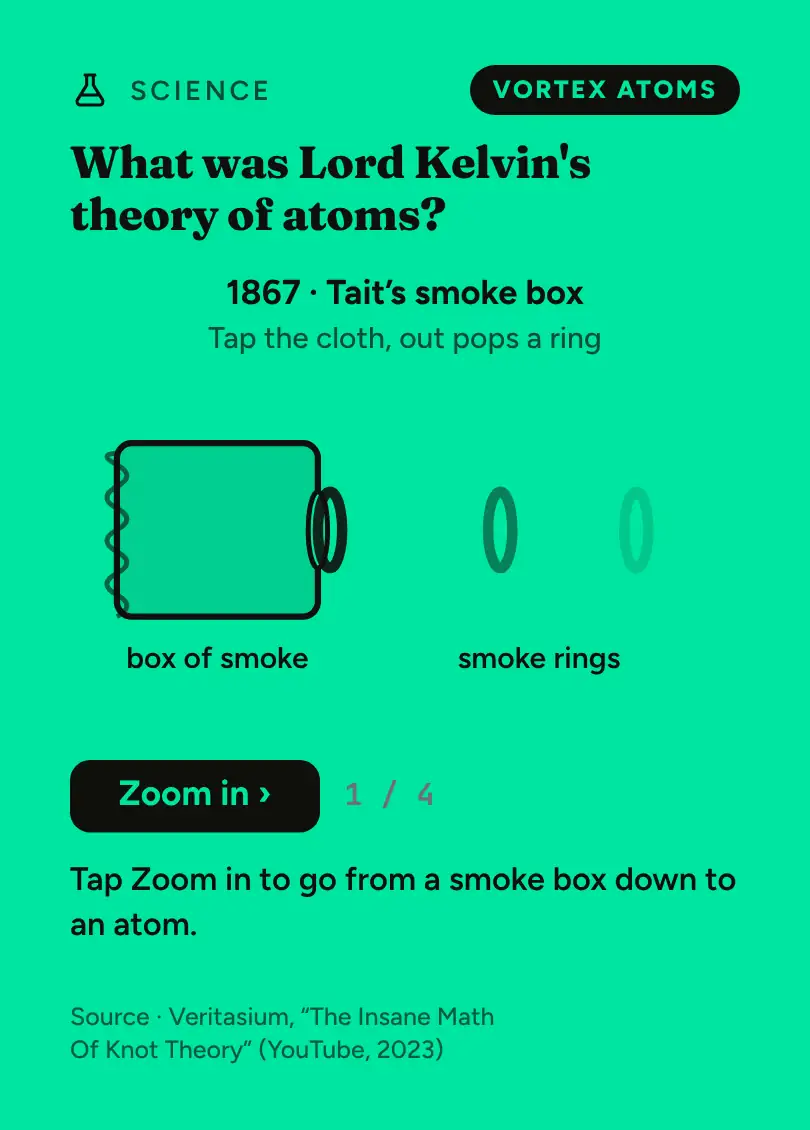 SCIENCE
VORTEX ATOMS
What was Lord Kelvin's
theory of atoms?
1867 · Tait’s smoke box
Tap the cloth, out pops a ring
box of smoke
smoke rings
Zoom in ›
1 / 4
Tap Zoom in to go from a smoke box down to
an atom.
Source · Veritasium, “The Insane Math
Of Knot Theory” (YouTube, 2023)